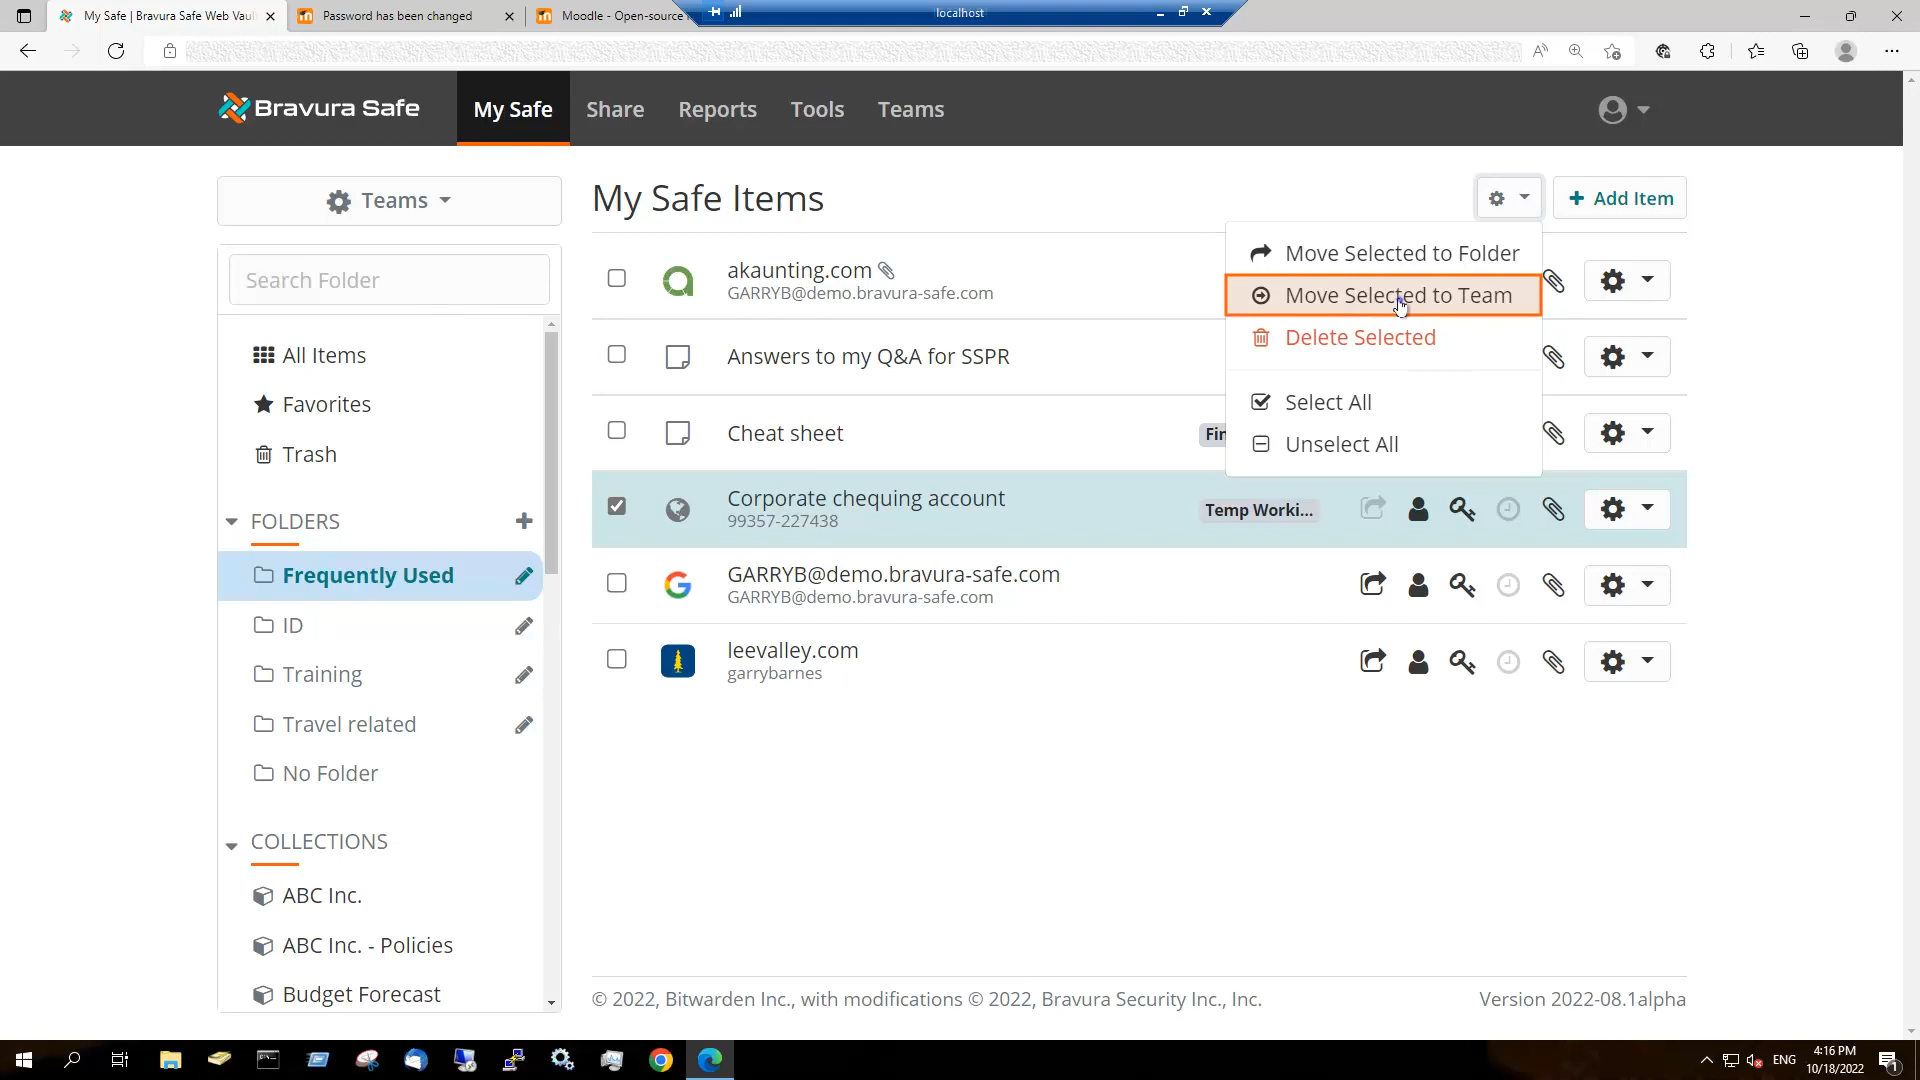 My Safe | Bravura Safe Web Vaul
Password has been changed
Moodle - Open-source
localhost
Bravura Safe
My Safe
Share
Reports
Tools
Teams
Teams
My Safe Items
Add Item
Search Folder
All Items
Favorites
Trash
FOLDERS
Frequently Used
ID
Training
Travel related
No Folder
COLLECTIONS
ABC Inc.
ABC Inc. - Policies
Budget Forecast
akaunting.com
GARRYB@demo.bravura-safe.com
Answers to my Q&A for SSPR
Cheat sheet
Fin
Corporate chequing account
99357-227438
Temp Worki...
GARRYB@demo.bravura-safe.com
GARRYB@demo.bravura-safe.com
leevalley.com
garrybarnes
Move Selected to Folder
Move Selected to Team
Delete Selected
Select All
Unselect All
© 2022, Bitwarden Inc., with modifications © 2022, Bravura Security Inc., Inc.
Version 2022-08.1alpha
ENG
4:16 PM
10/18/2022
1